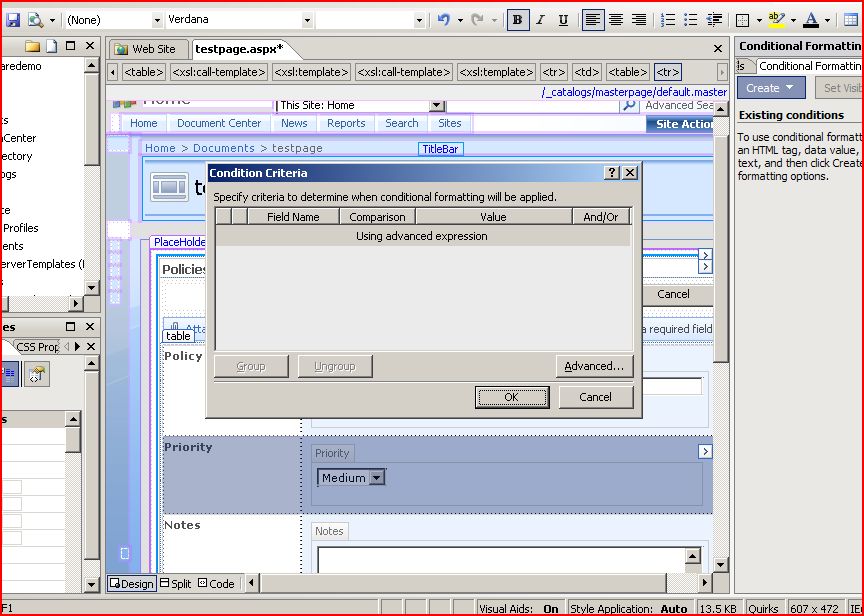 (None) Verdana B I U
Web Site testpage.aspx* Conditional Formattin
aredemo Conditional Formattin
<table> <xsl:call-template> <xsl:template> <xsl:call-template> <xsl:template> <tr> <td> <table> <tr>
Create Set Visi
/_catalogs/masterpage/default.master
Home This Site: Home Advanced Sea
Home Document Center News Reports Search Sites Site Action
Existing conditions
To use conditional formatt
an HTML tag, data value,
text, and then click Create
formatting options.
Home > Documents > testpage TitleBar
Center
ectory
ogs
ce
Profiles
ents
erverTemplates (
Condition Criteria
Specify criteria to determine when conditional formatting will be applied.
Field Name Comparison Value And/Or
Using advanced expression
Group Ungroup Advanced...
OK Cancel
PlaceHolde
Policies
Cancel
Atta a required field
table
es
CSS Prop
Policy
Priority Priority
Medium
Notes Notes
Design Split Code
F1 Visual Aids: On Style Application: Auto 13.5 KB Quirks 607 x 472 IE